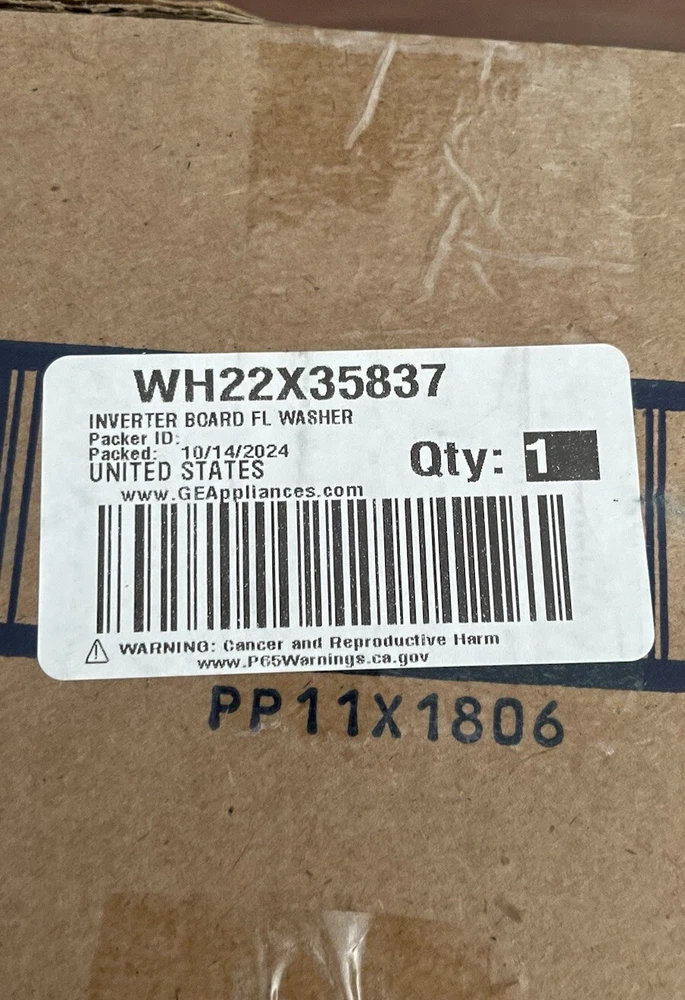 WH22X35837
INVERTER BOARD FL WASHER
Packer ID:
Packed: 10/14/2024
UNITED STATES
Qty: 1
www.GEAppliances.com
WARNING: Cancer and Reproductive Harm
www.P65Warnings.ca.gov
PP11X1806